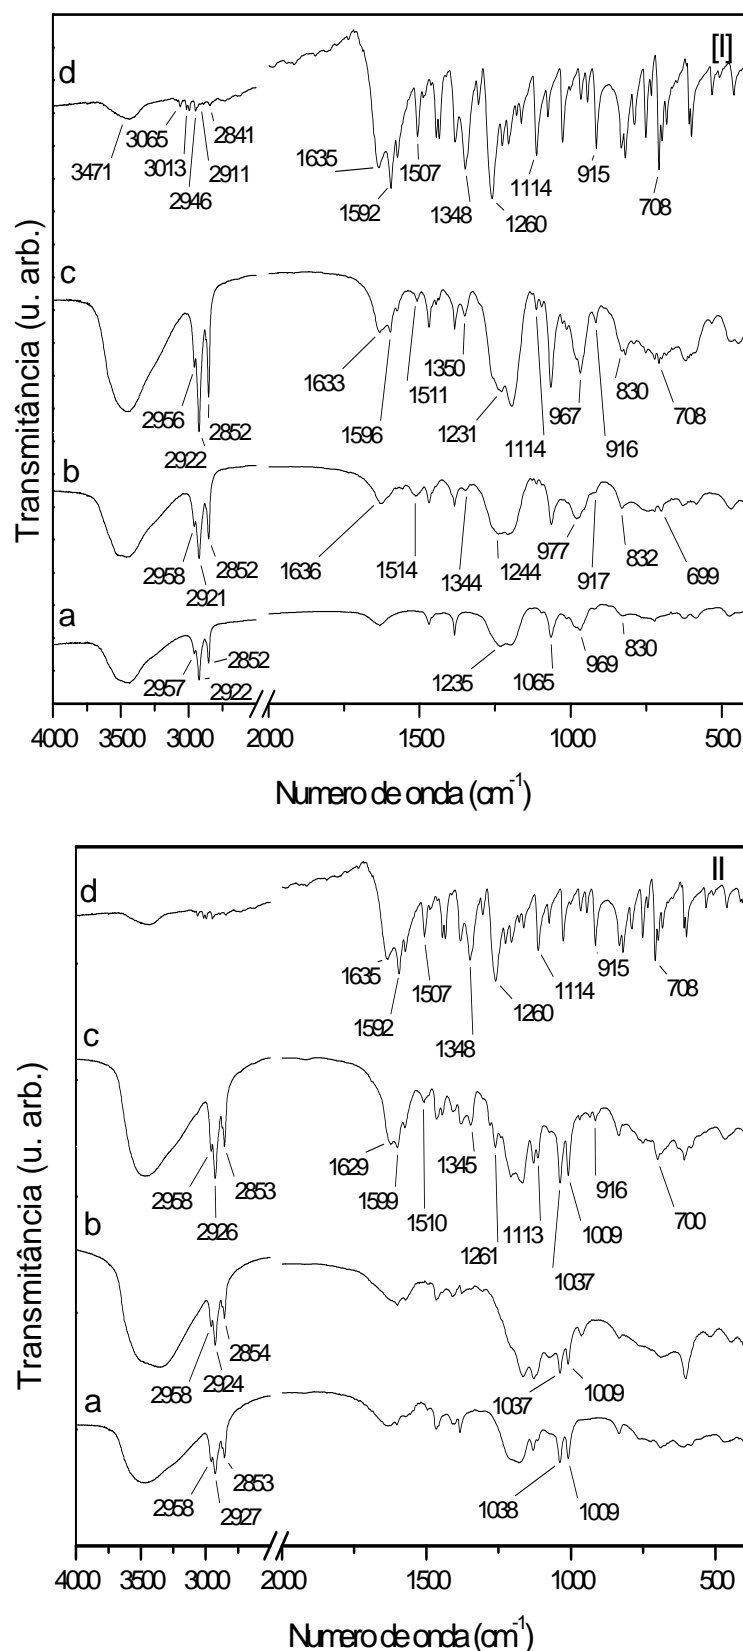 [I]
d
3471 3065 3013 2946 2911 2841 1635 1592 1507 1348 1260 1114 915 708
c
2956 2922 2852 1633 1596 1511 1350 1231 1114 967 916 830 708
b
2958 2921 2852 1636 1514 1344 1244 977 917 832 699
a
2957 2922 2852 1235 1065 969 830
Transmitância (u. arb.)
4000 3500 3000 2000 1500 1000 500
Numero de onda (cm-1)
II
d
1635 1592 1507 1348 1260 1114 915 708
c
2958 2926 2853 1629 1599 1510 1345 1261 1113 1037 1009 916 700
b
2958 2924 2854 1037 1009
a
2958 2927 2853 1038 1009
Transmitância (u. arb.)
4000 3500 3000 2000 1500 1000 500
Numero de onda (cm-1)